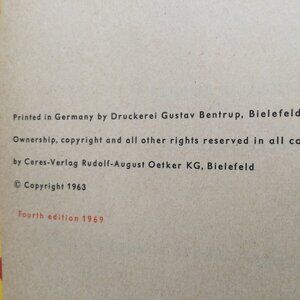 Printed in Germany by Druckerei Gustav Bentrup, Bielefeld
Ownership, copyright and all other rights reserved in all
by Ceres-Verlag Rudolf-August Oetker KG, Bielefeld
© Copyright 1963
Fourth edition 1969